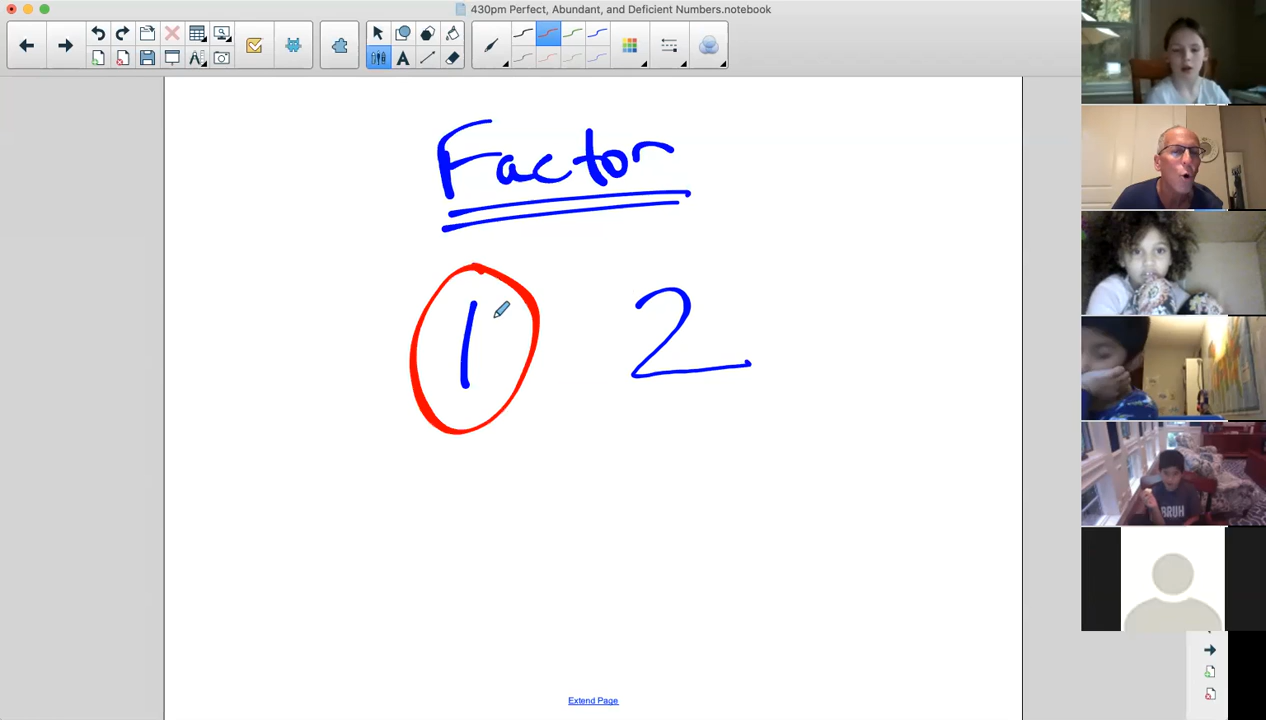 430pm Perfect, Abundant, and Deficient Numbers.notebook
Factor
1 2
BRUH
Extend Page